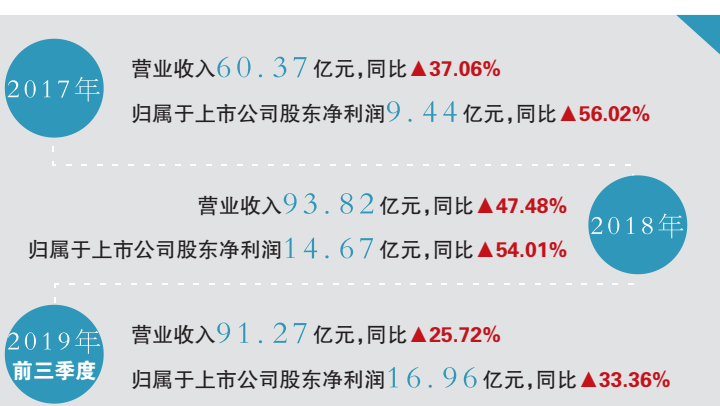 2017年
营业收入60.37亿元,同比▲37.06%
归属于上市公司股东净利润9.44亿元,同比▲56.02%
营业收入93.82亿元,同比▲47.48%
2018年
归属于上市公司股东净利润14.67亿元,同比▲54.01%
2019年
前三季度
营业收入91.27亿元,同比▲25.72%
归属于上市公司股东净利润16.96亿元,同比▲33.36%